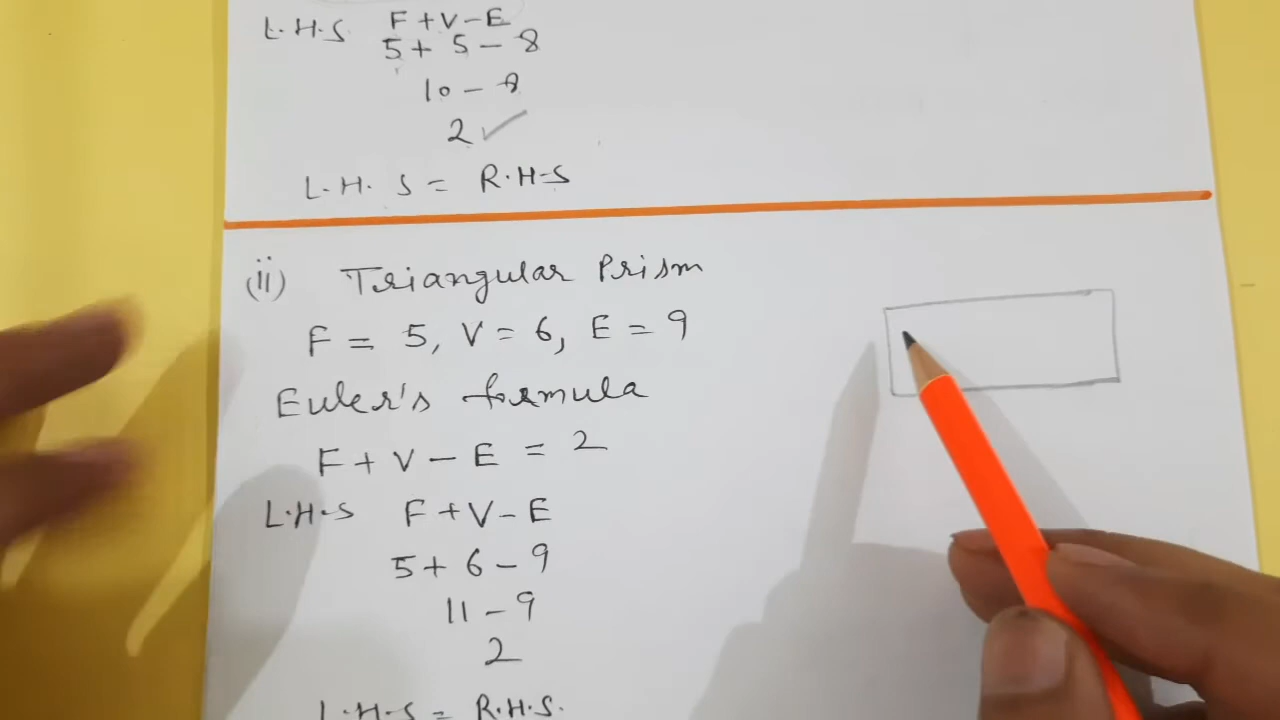 L.H.S F+V-E
5+ 5-8
10-8
2 ✓
L.H.S = R.H.S
(ii) Triangular Prism
F = 5, V = 6, E = 9
Euler's formula
F+V-E = 2
L.H.S F+V-E
5+6-9
11-9
2
L.H.S = R.H.S.